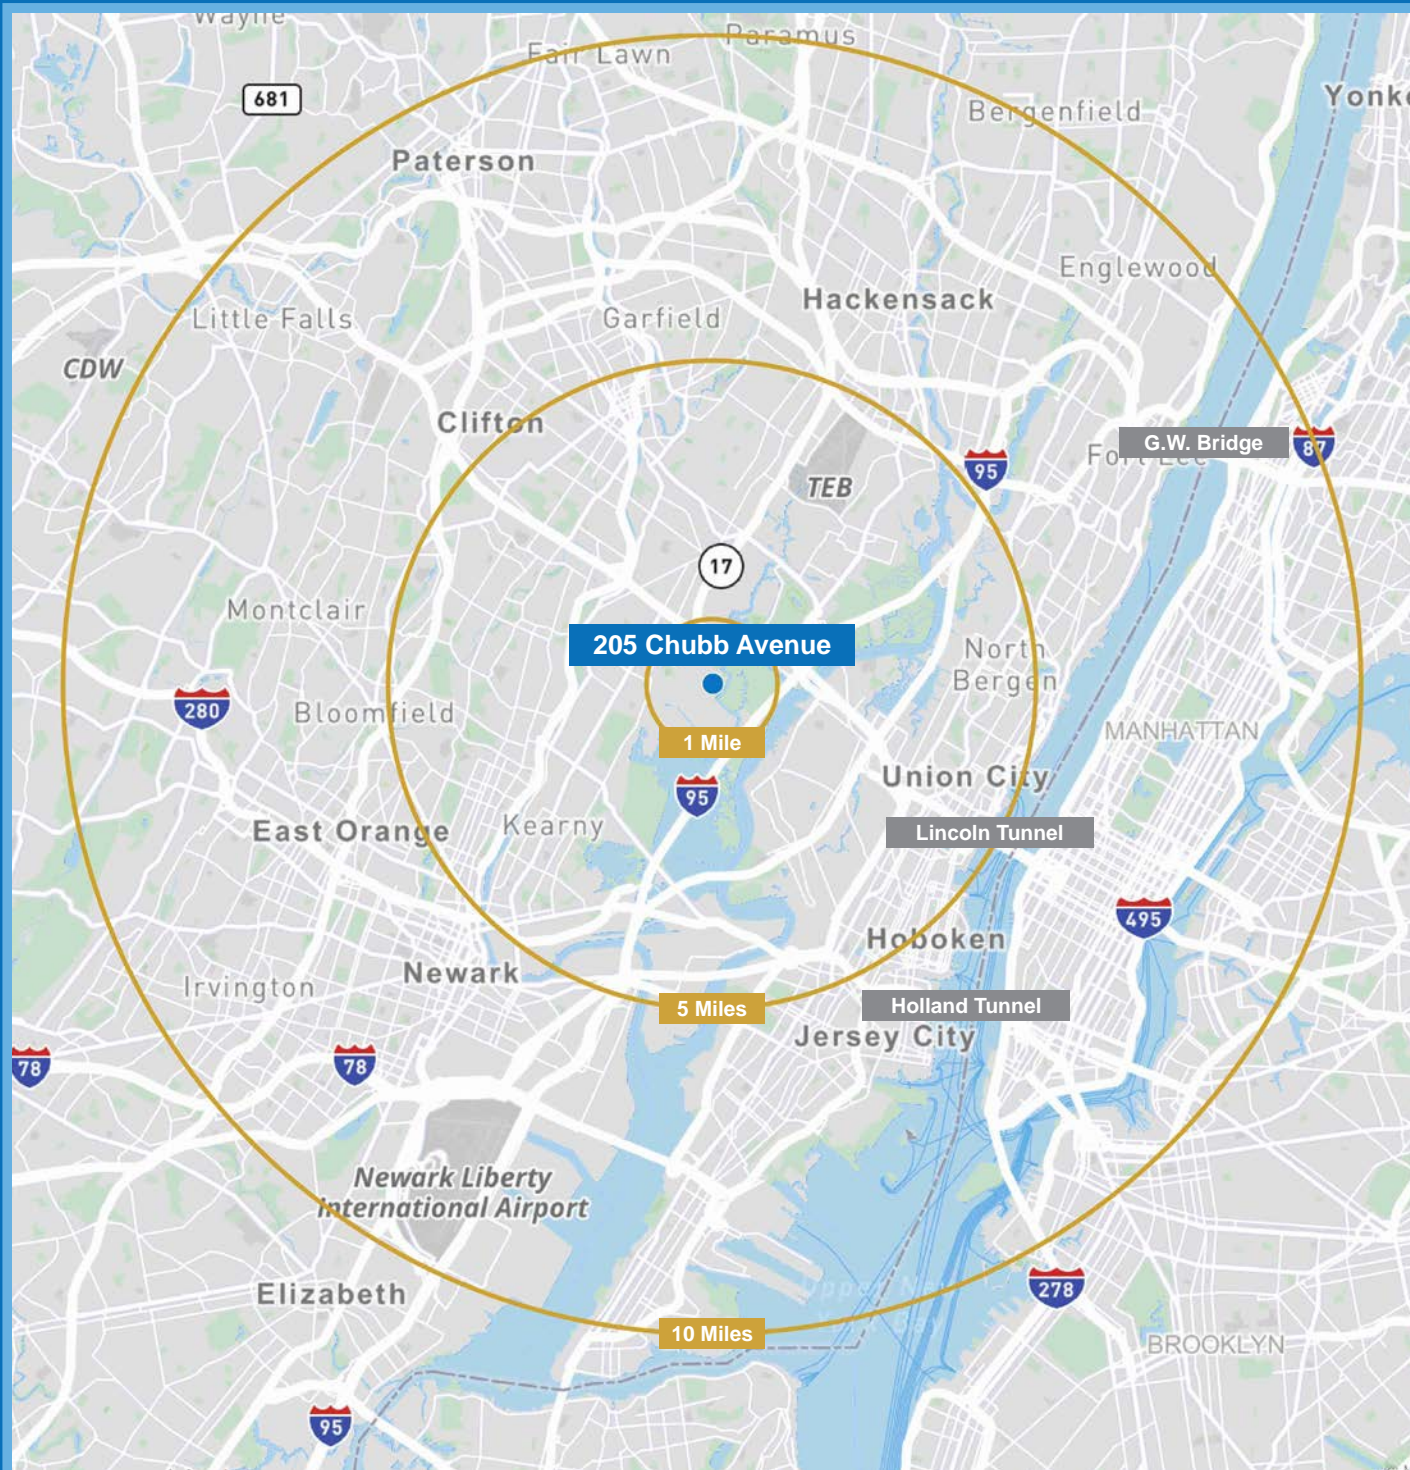 Wayne
Fair Lawn
Paramus
681
Bergenfield
Paterson
Englewood
Hackensack
Little Falls
Garfield
CDW
Clifton
G.W. Bridge
87
95
TEB
17
Montclair
205 Chubb Avenue
North
Bergen
280
Bloomfield
MANHATTAN
1 Mile
Union City
95
East Orange
Kearny
Lincoln Tunnel
495
Hoboken
Newark
Irvington
5 Miles
Holland Tunnel
Jersey City
78
78
Newark Liberty
International Airport
Elizabeth
278
Upper
10 Miles
BROOKLYN
95